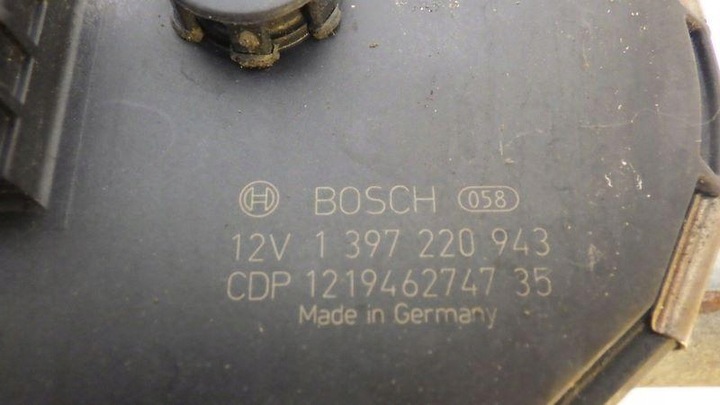 BOSCH 058
12V 1 397 220 943
CDP 1219462747 35
Made in Germany